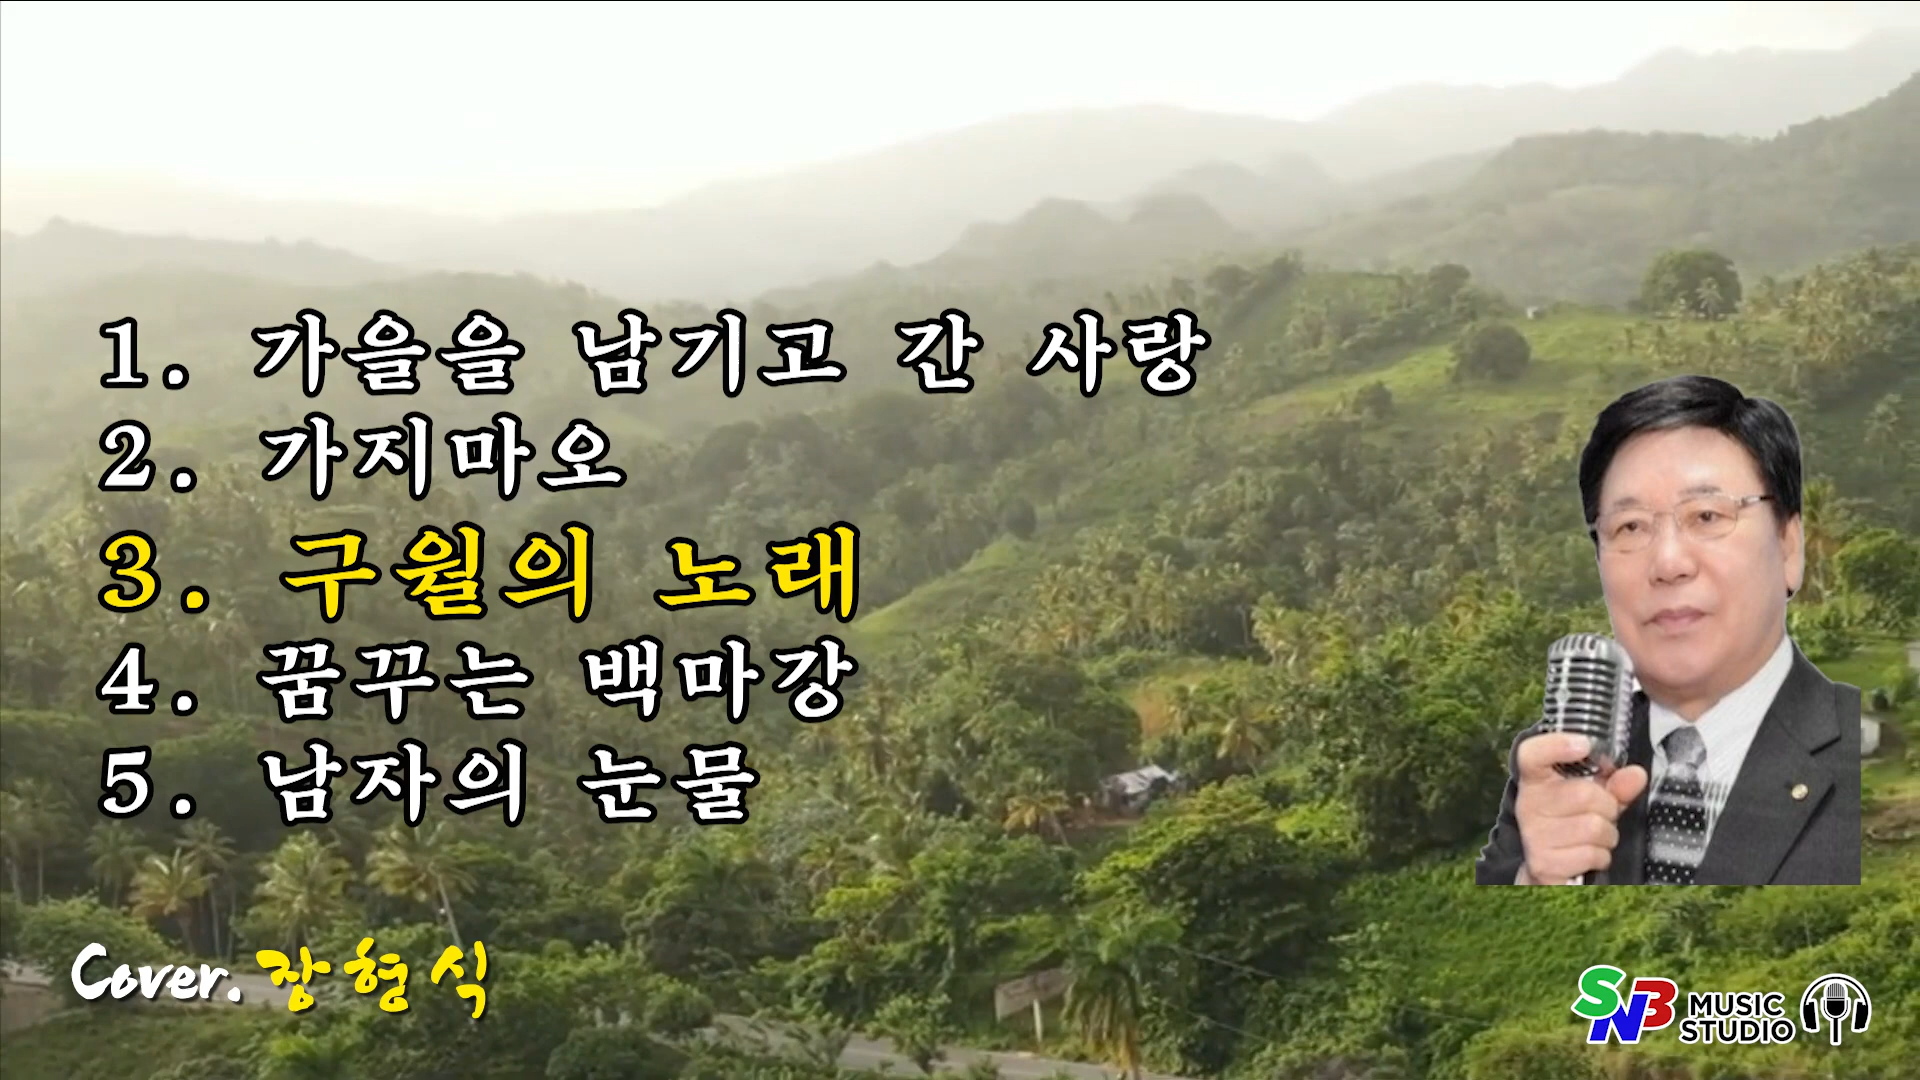 1. 가을을 남기고 간 사랑
2. 가지마오
3. 구월의 노래
4. 꿈꾸는 백마강
5. 남자의 눈물
Cover. 장형식
SNB MUSIC STUDIO